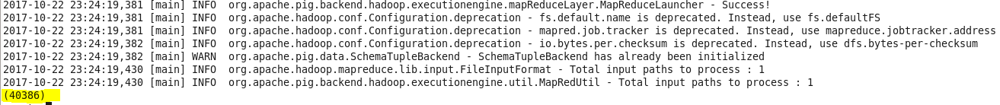 2017-10-22 23:24:19,381 [main] INFO  org.apache.pig.backend.hadoop.executionengine.mapReduceLayer.MapReduceLauncher - Success!
2017-10-22 23:24:19,381 [main] INFO  org.apache.hadoop.conf.Configuration.deprecation - fs.default.name is deprecated. Instead, use fs.defaultFS
2017-10-22 23:24:19,381 [main] INFO  org.apache.hadoop.conf.Configuration.deprecation - mapred.job.tracker is deprecated. Instead, use mapreduce.jobtracker.address
2017-10-22 23:24:19,382 [main] INFO  org.apache.hadoop.conf.Configuration.deprecation - io.bytes.per.checksum is deprecated. Instead, use dfs.bytes-per-checksum
2017-10-22 23:24:19,382 [main] WARN  org.apache.pig.data.SchemaTupleBackend - SchemaTupleBackend has already been initialized
2017-10-22 23:24:19,430 [main] INFO  org.apache.hadoop.mapreduce.lib.input.FileInputFormat - Total input paths to process : 1
2017-10-22 23:24:19,430 [main] INFO  org.apache.pig.backend.hadoop.executionengine.util.MapRedUtil - Total input paths to process : 1
(40386)